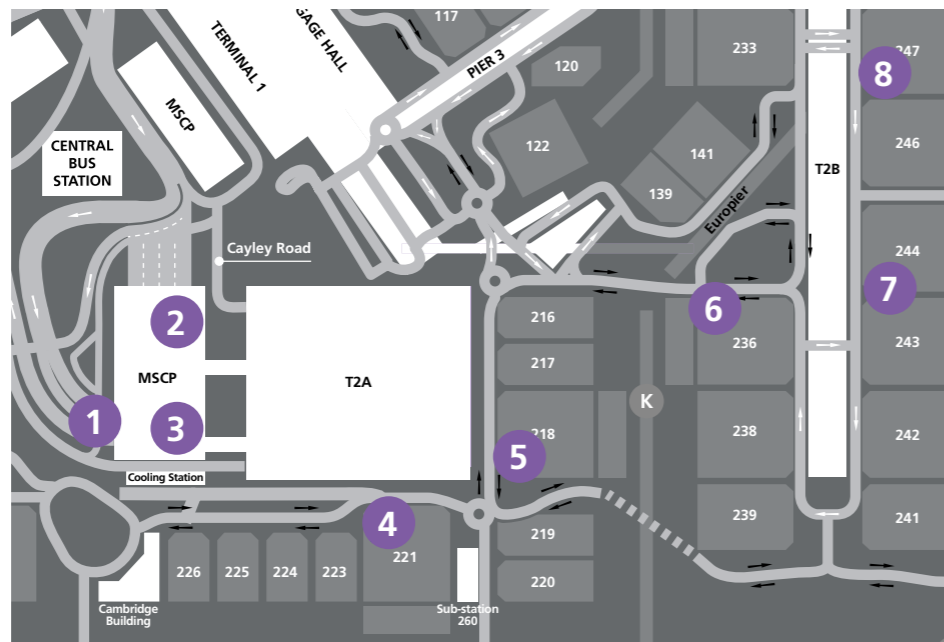 117
PIER 3
120
233
247
8
TERMINAL 1
GAGE HALL
MSCP
CENTRAL
BUS
STATION
122
141
139
246
T2B
Europier
Cayley Road
244
7
2
6
216
236
243
217
MSCP
T2A
K
1
3
218
238
242
5
Cooling Station
4
239
241
219
221
226
225
224
223
220
Cambridge
Building
Sub-station
260